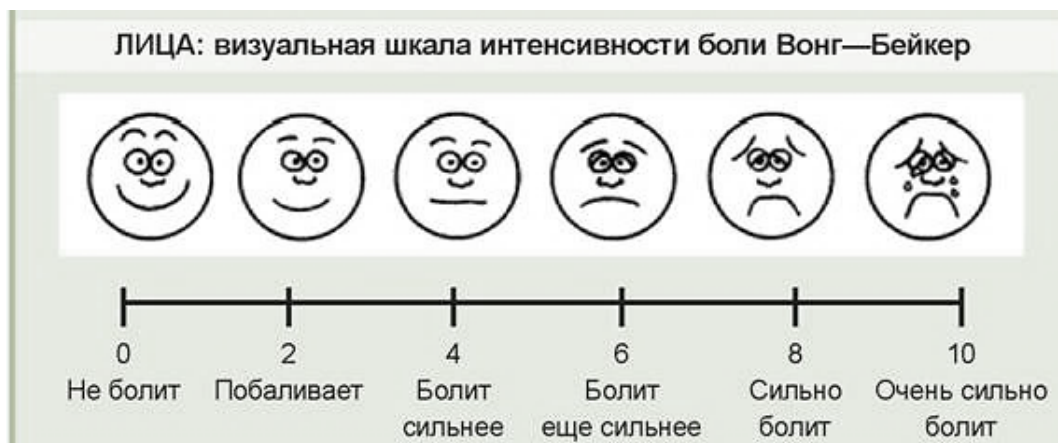 ЛИЦА: визуальная шкала интенсивности боли Вонг—Бейкер
0 2 4 6 8 10
Не болит Побаливает Болит Болит Сильно Очень сильно
сильнее еще сильнее болит болит